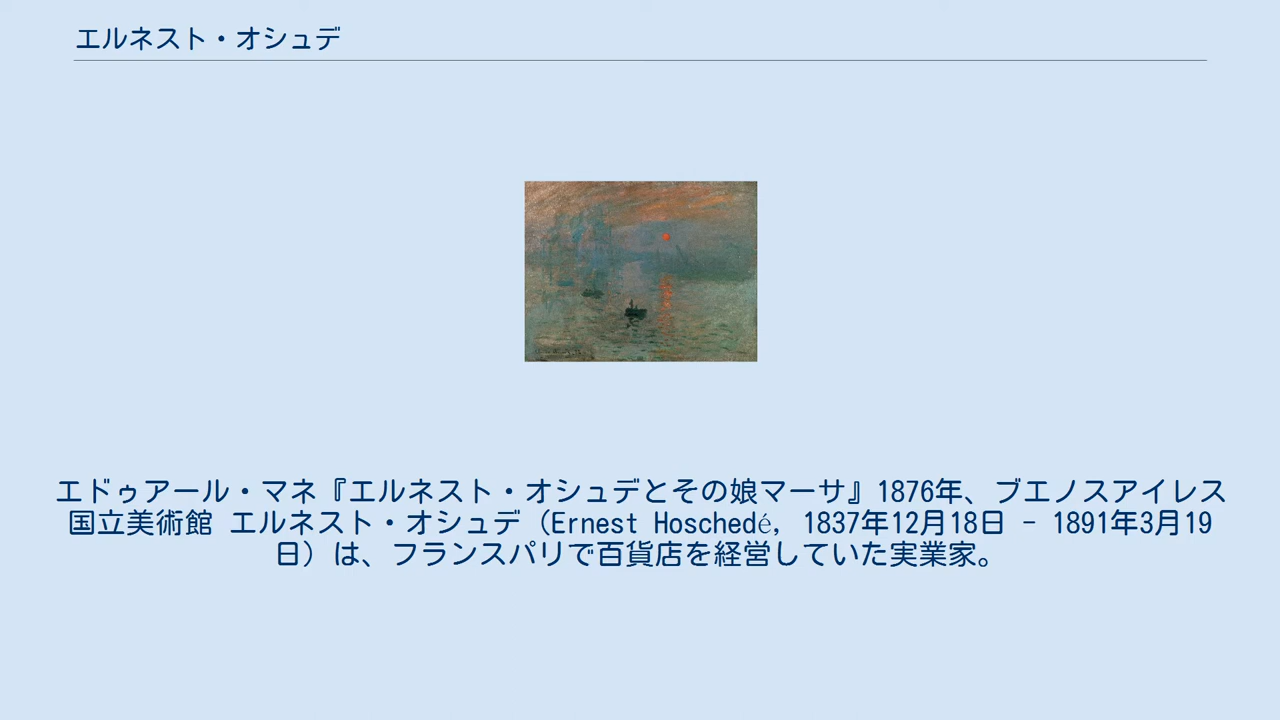 エルネスト・オシュデ
エドゥアール・マネ『エルネスト・オシュデとその娘マーサ』1876年、ブエノスアイレス
国立美術館 エルネスト・オシュデ（Ernest Hoschedé, 1837年12月18日 - 1891年3月19
日）は、フランスパリで百貨店を経営していた実業家。